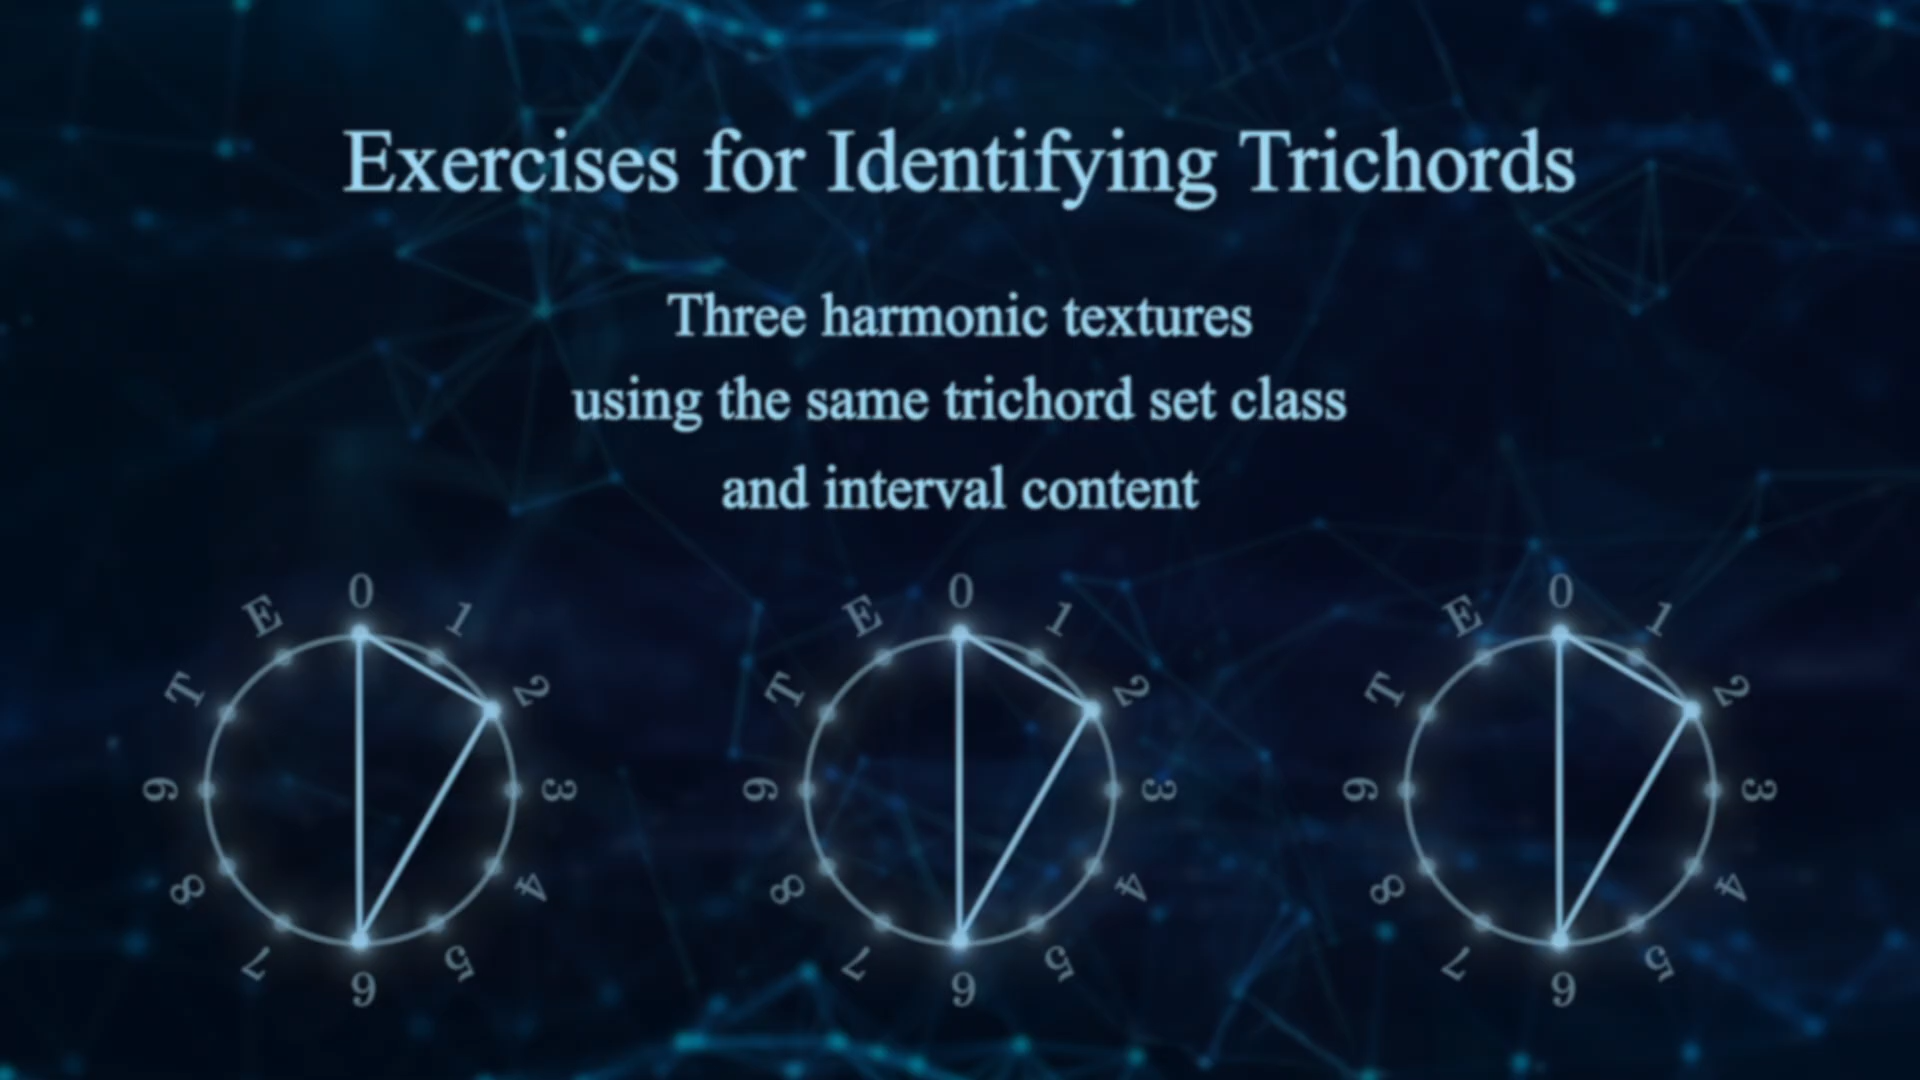 Exercises for Identifying Trichords
Three harmonic textures
using the same trichord set class
and interval content
0 1 2 3 4 5 6 7 8 9 T E
0 1 2 3 4 5 6 7 8 9 T E
0 1 2 3 4 5 6 7 8 9 T E